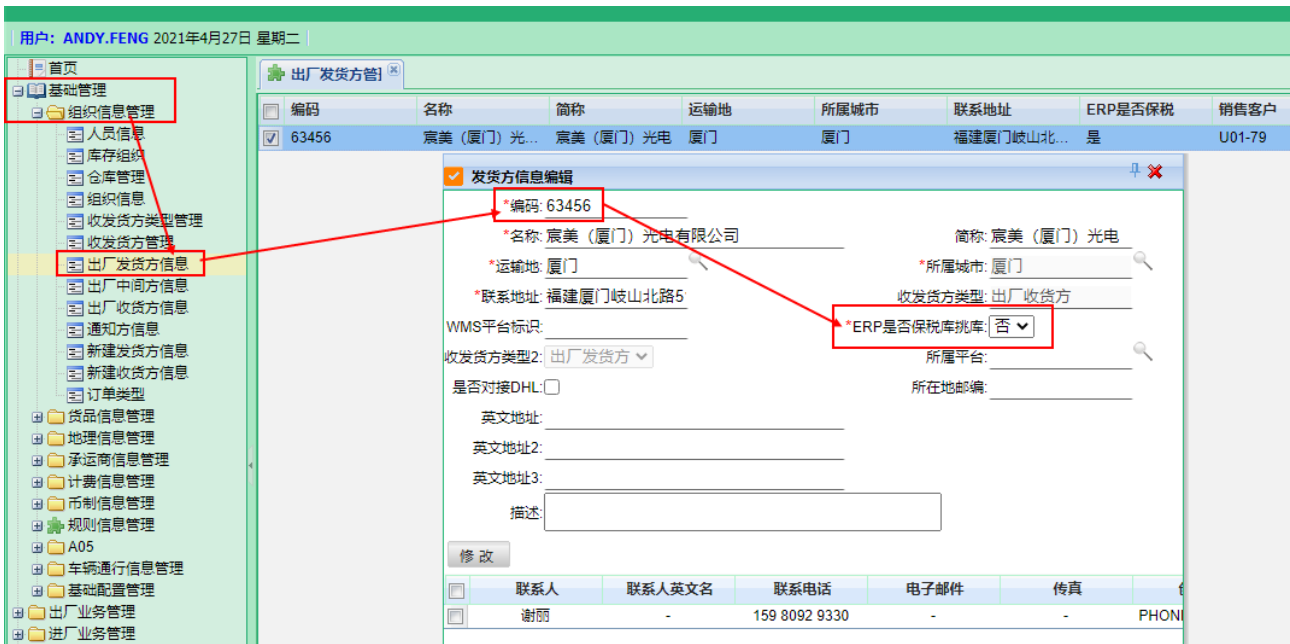 用户：ANDY.FENG 2021年4月27日 星期二
首页
基础管理
组织信息管理
人员信息
库存组织
仓库管理
组织信息
收发货方类型管理
收发货方管理
出厂发货方信息
出厂中间方信息
出厂收货方信息
通知方信息
新建发货方信息
新建收货方信息
订单类型
货品信息管理
地理信息管理
承运商信息管理
计费信息管理
币制信息管理
规则信息管理
A05
车辆通行信息管理
基础配置管理
出厂业务管理
进厂业务管理
出厂发货方管
编码 名称 简称 运输地 所属城市 联系地址 ERP是否保税 销售客户
63456 宸美（厦门）光... 宸美（厦门）光电 厦门 厦门 福建厦门岐山北... 是 U01-79
发货方信息编辑
*编码: 63456
*名称: 宸美（厦门）光电有限公司 简称: 宸美（厦门）光电
*运输地: 厦门 *所属城市: 厦门
*联系地址: 福建厦门岐山北路5 收发货方类型: 出厂收货方
WMS平台标识: *ERP是否保税库挑库: 否
收发货方类型2: 出厂发货方 所属平台:
是否对接DHL: 所在地邮编:
英文地址:
英文地址2:
英文地址3:
描述:
修 改
联系人 联系人英文名 联系电话 电子邮件 传真
谢丽 - 159 8092 9330 - - PHON